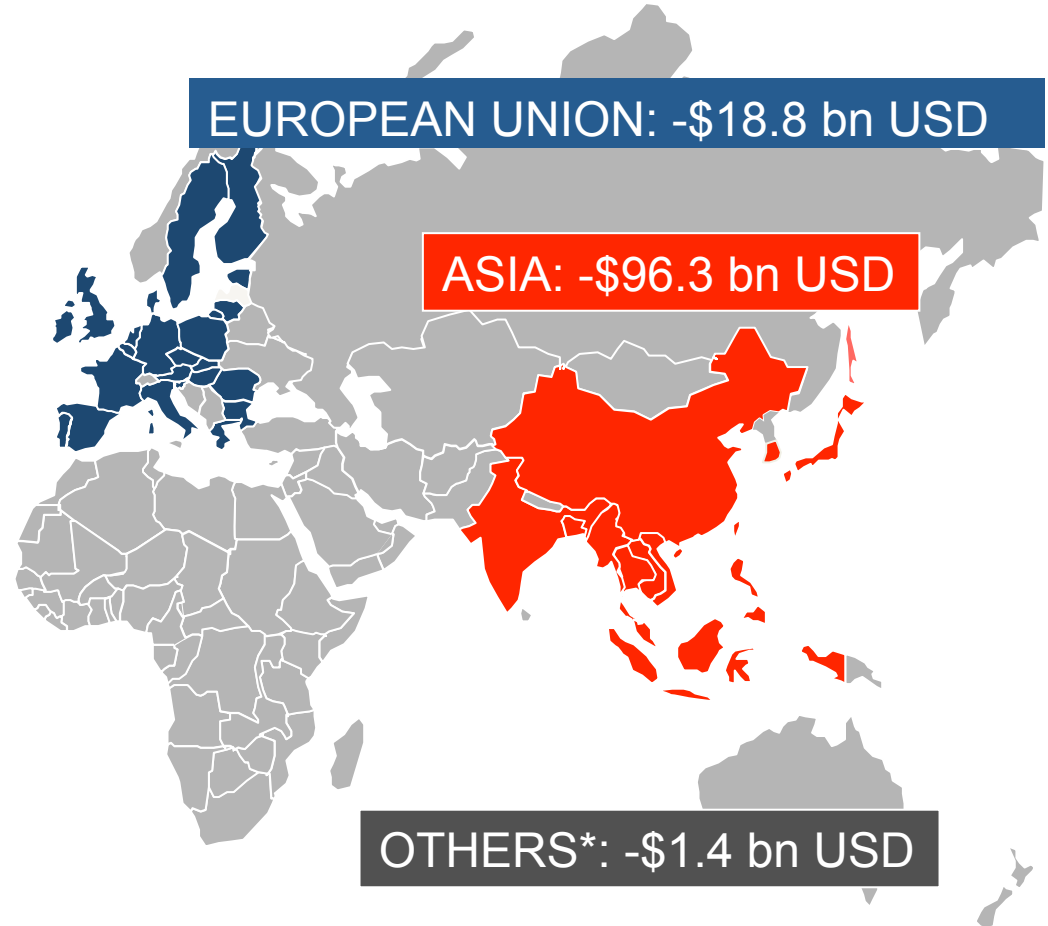 EUROPEAN UNION: -$18.8 bn USD
ASIA: -$96.3 bn USD
OTHERS*: -$1.4 bn USD